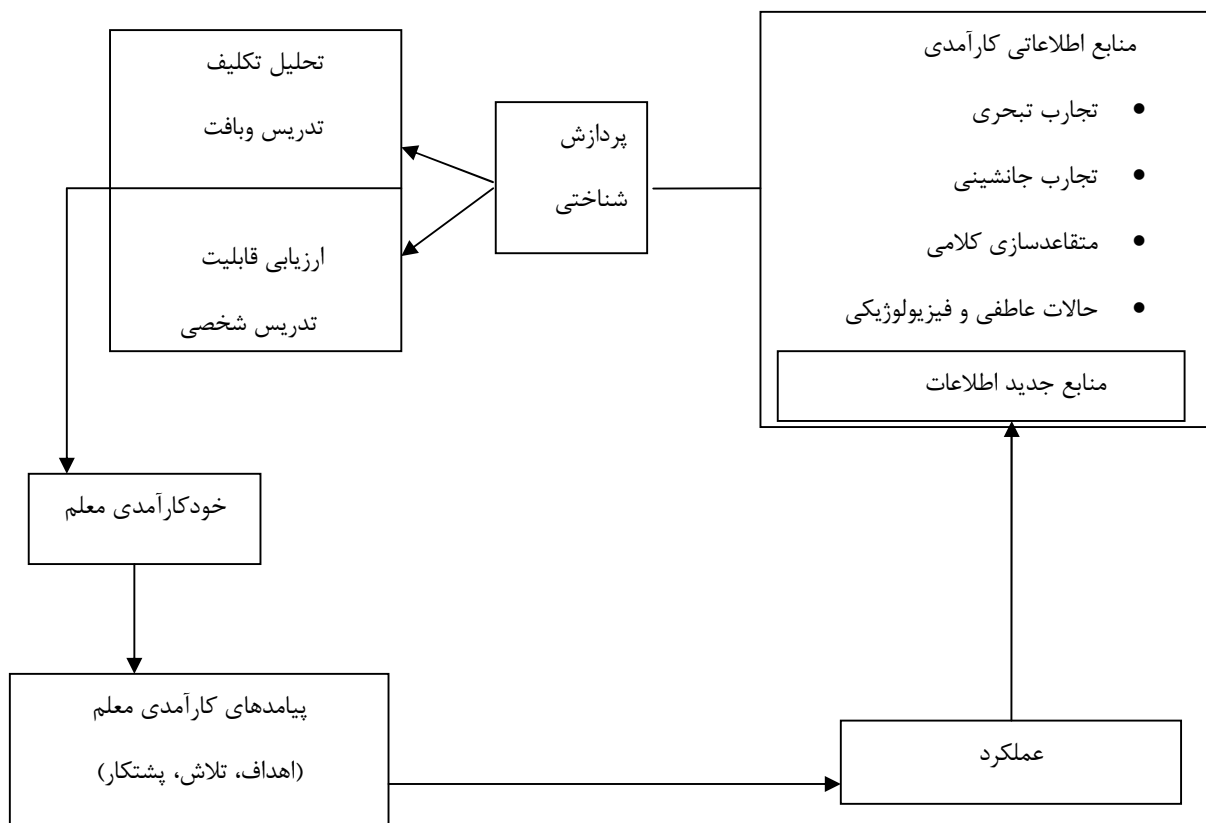 منابع اطلاعاتی کارآمدی
• تجارب تبحری
• تجارب جانشینی
• متقاعدسازی کلامی
• حالات عاطفی و فیزیولوژیکی
منابع جدید اطلاعات
پردازش
شناختی
تحلیل تکلیف
تدریس وبافت
ارزیابی قابلیت
تدریس شخصی
خودکارآمدی معلم
پیامدهای کارآمدی معلم
(اهداف، تلاش، پشتکار)
عملکرد